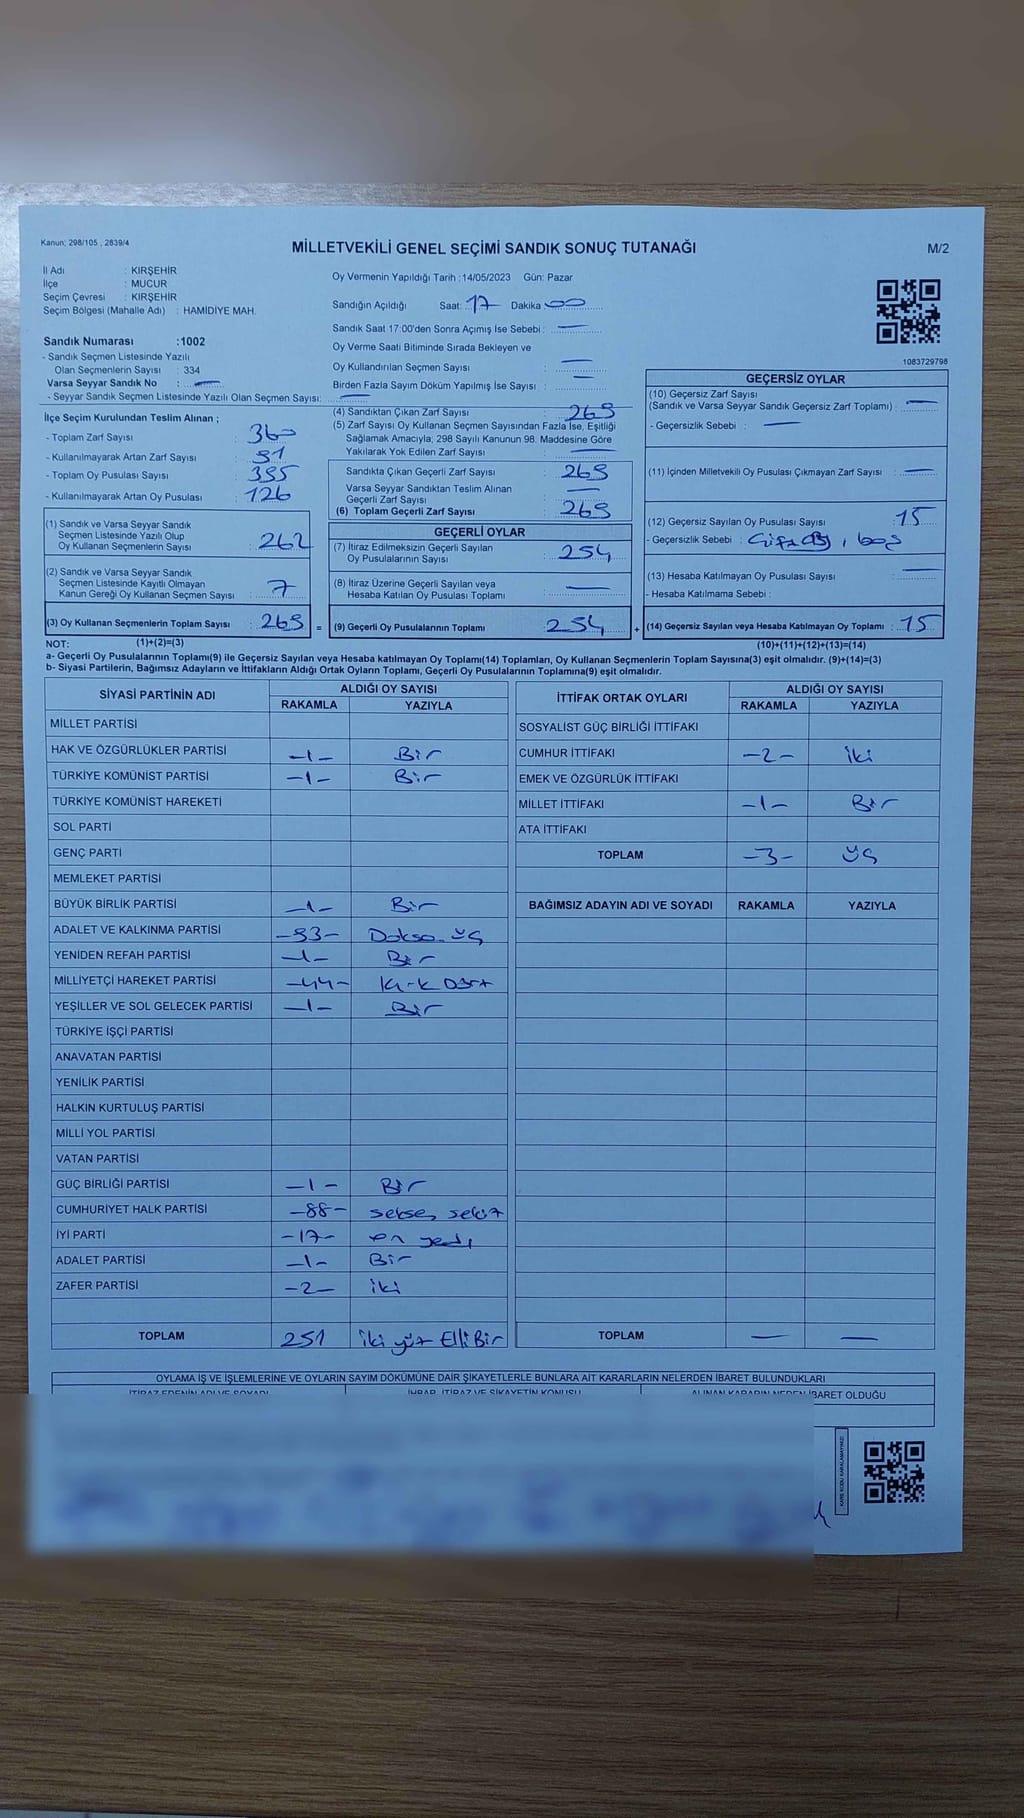 Kanun; 298/105 , 2839/4
MİLLETVEKİLİ GENEL SEÇİMİ SANDIK SONUÇ TUTANAĞI
M/2
İl Adı : KIRŞEHİR
İlçe : MUCUR
Seçim Çevresi : KIRŞEHİR
Seçim Bölgesi (Mahalle Adı) : HAMİDİYE MAH.
Sandık Numarası :1002
- Sandık Seçmen Listesinde Yazılı
Olan Seçmenlerin Sayısı : 334
Varsa Seyyar Sandık No : —
- Seyyar Sandık Seçmen Listesinde Yazılı Olan Seçmen Sayısı: —
Oy Vermenin Yapıldığı Tarih :14/05/2023 Gün: Pazar
Sandığın Açıldığı Saat: 17 Dakika 00
Sandık Saat 17:00'den Sonra Açımış İse Sebebi : —
Oy Verme Saati Bitiminde Sırada Bekleyen ve
Oy Kullandırılan Seçmen Sayısı : —
Birden Fazla Sayım Döküm Yapılmış İse Sayısı : —
1083729798
İlçe Seçim Kurulundan Teslim Alınan ;
- Toplam Zarf Sayısı : 360
- Kullanılmayarak Artan Zarf Sayısı : 91
- Toplam Oy Pusulası Sayısı : 395
- Kullanılmayarak Artan Oy Pusulası : 126
(1) Sandık ve Varsa Seyyar Sandık
Seçmen Listesinde Yazılı Olup
Oy Kullanan Seçmenlerin Sayısı : 262
(2) Sandık ve Varsa Seyyar Sandık
Seçmen Listesinde Kayıtlı Olmayan
Kanun Gereği Oy Kullanan Seçmen Sayısı : 7
(3) Oy Kullanan Seçmenlerin Toplam Sayısı : 269 =
(4) Sandıktan Çıkan Zarf Sayısı : 269
(5) Zarf Sayısı Oy Kullanan Seçmen Sayısından Fazla İse, Eşitliği
Sağlamak Amacıyla; 298 Sayılı Kanunun 98. Maddesine Göre
Yakılarak Yok Edilen Zarf Sayısı : —
Sandıkta Çıkan Geçerli Zarf Sayısı : 269
Varsa Seyyar Sandıktan Teslim Alınan
Geçerli Zarf Sayısı : —
(6) Toplam Geçerli Zarf Sayısı : 269
GEÇERLİ OYLAR
(7) İtiraz Edilmeksizin Geçerli Sayılan
Oy Pusulalarının Sayısı : 254
(8) İtiraz Üzerine Geçerli Sayılan veya
Hesaba Katılan Oy Pusulası Toplamı : —
(9) Geçerli Oy Pusulalarının Toplamı : 254 +
GEÇERSİZ OYLAR
(10) Geçersiz Zarf Sayısı
(Sandık ve Varsa Seyyar Sandık Geçersiz Zarf Toplamı) : —
- Geçersizlik Sebebi : —
(11) İçinden Milletvekili Oy Pusulası Çıkmayan Zarf Sayısı : —
(12) Geçersiz Sayılan Oy Pusulası Sayısı : 15
- Geçersizlik Sebebi : , boş
(13) Hesaba Katılmayan Oy Pusulası Sayısı : —
- Hesaba Katılmama Sebebi :
(14) Geçersiz Sayılan veya Hesaba Katılmayan Oy Toplamı : 15
NOT: (1)+(2)=(3) (10)+(11)+(12)+(13)=(14)
a- Geçerli Oy Pusulalarının Toplamı(9) ile Geçersiz Sayılan veya Hesaba katılmayan Oy Toplamı(14) Toplamları, Oy Kullanan Seçmenlerin Toplam Sayısına(3) eşit olmalıdır. (9)+(14)=(3)
b- Siyasi Partilerin, Bağımsız Adayların ve İttifakların Aldığı Ortak Oyların Toplamı, Geçerli Oy Pusulalarının Toplamına(9) eşit olmalıdır.
SİYASİ PARTİNİN ADI ALDIĞI OY SAYISI
RAKAMLA YAZIYLA
MİLLET PARTİSİ
HAK VE ÖZGÜRLÜKLER PARTİSİ -1- Bir
TÜRKİYE KOMÜNİST PARTİSİ -1- Bir
TÜRKİYE KOMÜNİST HAREKETİ
SOL PARTİ
GENÇ PARTİ
MEMLEKET PARTİSİ
BÜYÜK BİRLİK PARTİSİ -1- Bir
ADALET VE KALKINMA PARTİSİ -93- Doksan üç
YENİDEN REFAH PARTİSİ -1- Bir
MİLLİYETÇİ HAREKET PARTİSİ -44- Kırk Dört
YEŞİLLER VE SOL GELECEK PARTİSİ -1- Bir
TÜRKİYE İŞÇİ PARTİSİ
ANAVATAN PARTİSİ
YENİLİK PARTİSİ
HALKIN KURTULUŞ PARTİSİ
MİLLİ YOL PARTİSİ
VATAN PARTİSİ
GÜÇ BİRLİĞİ PARTİSİ -1- Bir
CUMHURİYET HALK PARTİSİ -88- seksen sekiz
İYİ PARTİ -17- on yedi
ADALET PARTİSİ -1- Bir
ZAFER PARTİSİ -2- iki
TOPLAM 251 iki yüz Elli Bir
İTTİFAK ORTAK OYLARI ALDIĞI OY SAYISI
RAKAMLA YAZIYLA
SOSYALİST GÜÇ BİRLİĞİ İTTİFAKI
CUMHUR İTTİFAKI -2- iki
EMEK VE ÖZGÜRLÜK İTTİFAKI
MİLLET İTTİFAKI -1- Bir
ATA İTTİFAKI
TOPLAM -3- üç
BAĞIMSIZ ADAYIN ADI VE SOYADI RAKAMLA YAZIYLA
TOPLAM — —
OYLAMA İŞ VE İŞLEMLERİNE VE OYLARIN SAYIM DÖKÜMÜNE DAİR ŞİKAYETLERLE BUNLARA AİT KARARLARIN NELERDEN İBARET BULUNDUKLARI
İTİRAZ EDENİN ADI VE SOYADI İHBAR, İTİRAZ VE ŞİKAYETİN KONUSU ALINAN KARARIN NEDEN İBARET OLDUĞU
KARE KODU KARALAMAYINIZ!